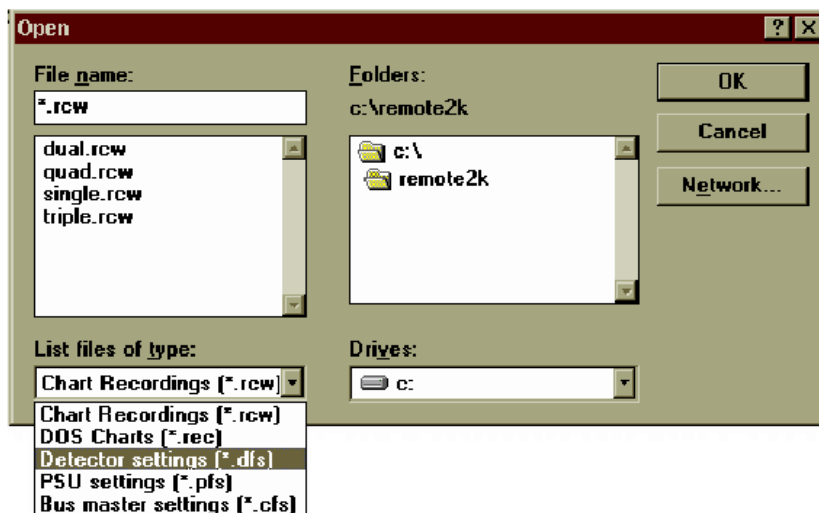 Open
File name:
*.rcw
dual.rcw
quad.rcw
single.rcw
triple.rcw
List files of type:
Chart Recordings (*.rcw)
Chart Recordings (*.rcw)
DOS Charts (*.rec)
Detector settings (*.dfs)
PSU settings (*.pfs)
Bus master settings (*.cfs)
Folders:
c:\remote2k
c:\
remote2k
Drives:
c:
OK
Cancel
Network...